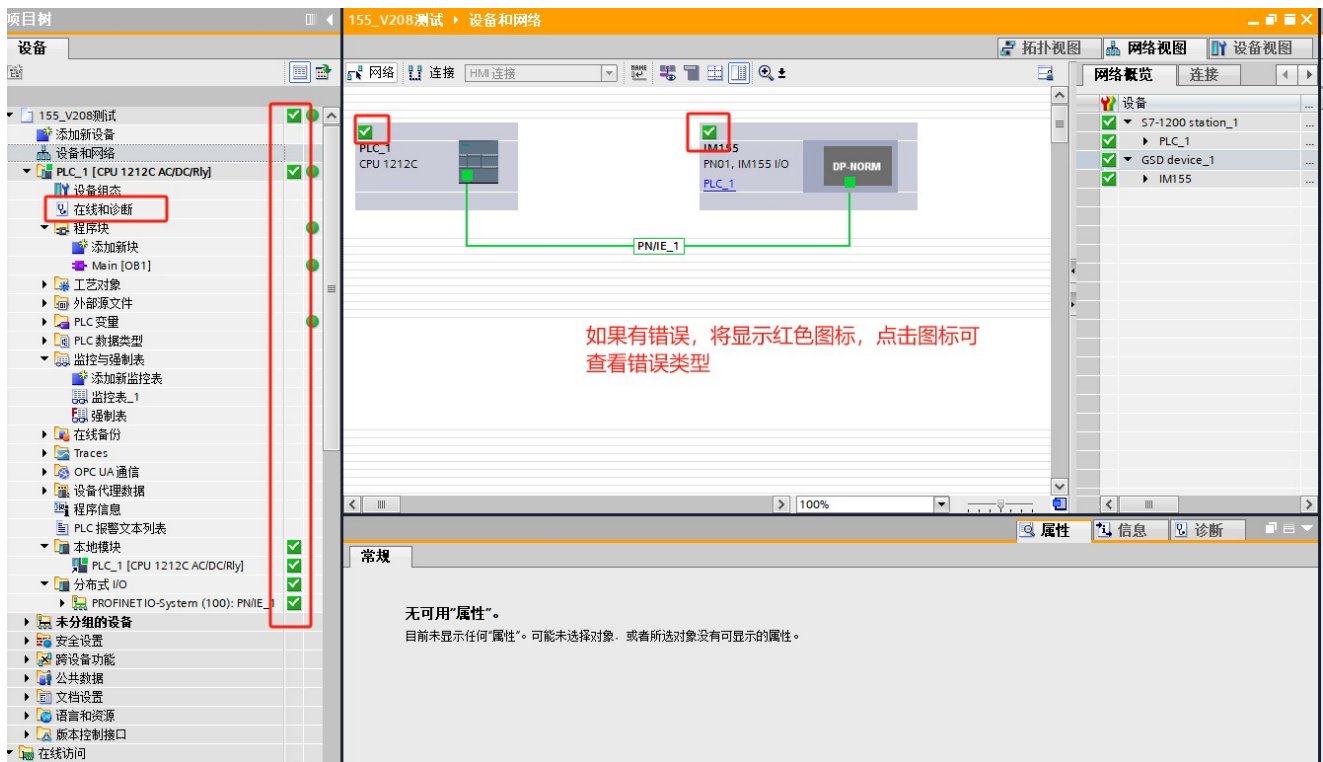 项目树
155_V208测试 › 设备和网络
设备
拓扑视图
网络视图
设备视图
网络
连接
HMI连接
网络概览
连接
155_V208测试
添加新设备
设备和网络
PLC_1 [CPU 1212C AC/DC/Rly]
设备组态
在线和诊断
程序块
添加新块
Main [OB1]
工艺对象
外部源文件
PLC 变量
PLC 数据类型
监控与强制表
添加新监控表
监控表_1
强制表
在线备份
Traces
OPC UA 通信
设备代理数据
程序信息
PLC 报警文本列表
本地模块
PLC_1 [CPU 1212C AC/DC/Rly]
分布式 I/O
PROFINET IO-System (100): PN/IE_1
未分组的设备
安全设置
跨设备功能
公共数据
文档设置
语言和资源
版本控制接口
在线访问
PLC_1
CPU 1212C
IM155
PN01, IM155 I/O
PLC_1
DP-NORM
PN/IE_1
如果有错误，将显示红色图标，点击图标可
查看错误类型
设备
...
S7-1200 station_1
...
PLC_1
...
GSD device_1
...
IM155
...
100%
属性
信息
诊断
常规
无可用"属性"。
目前未显示任何"属性"。可能未选择对象，或者所选对象没有可显示的属性。